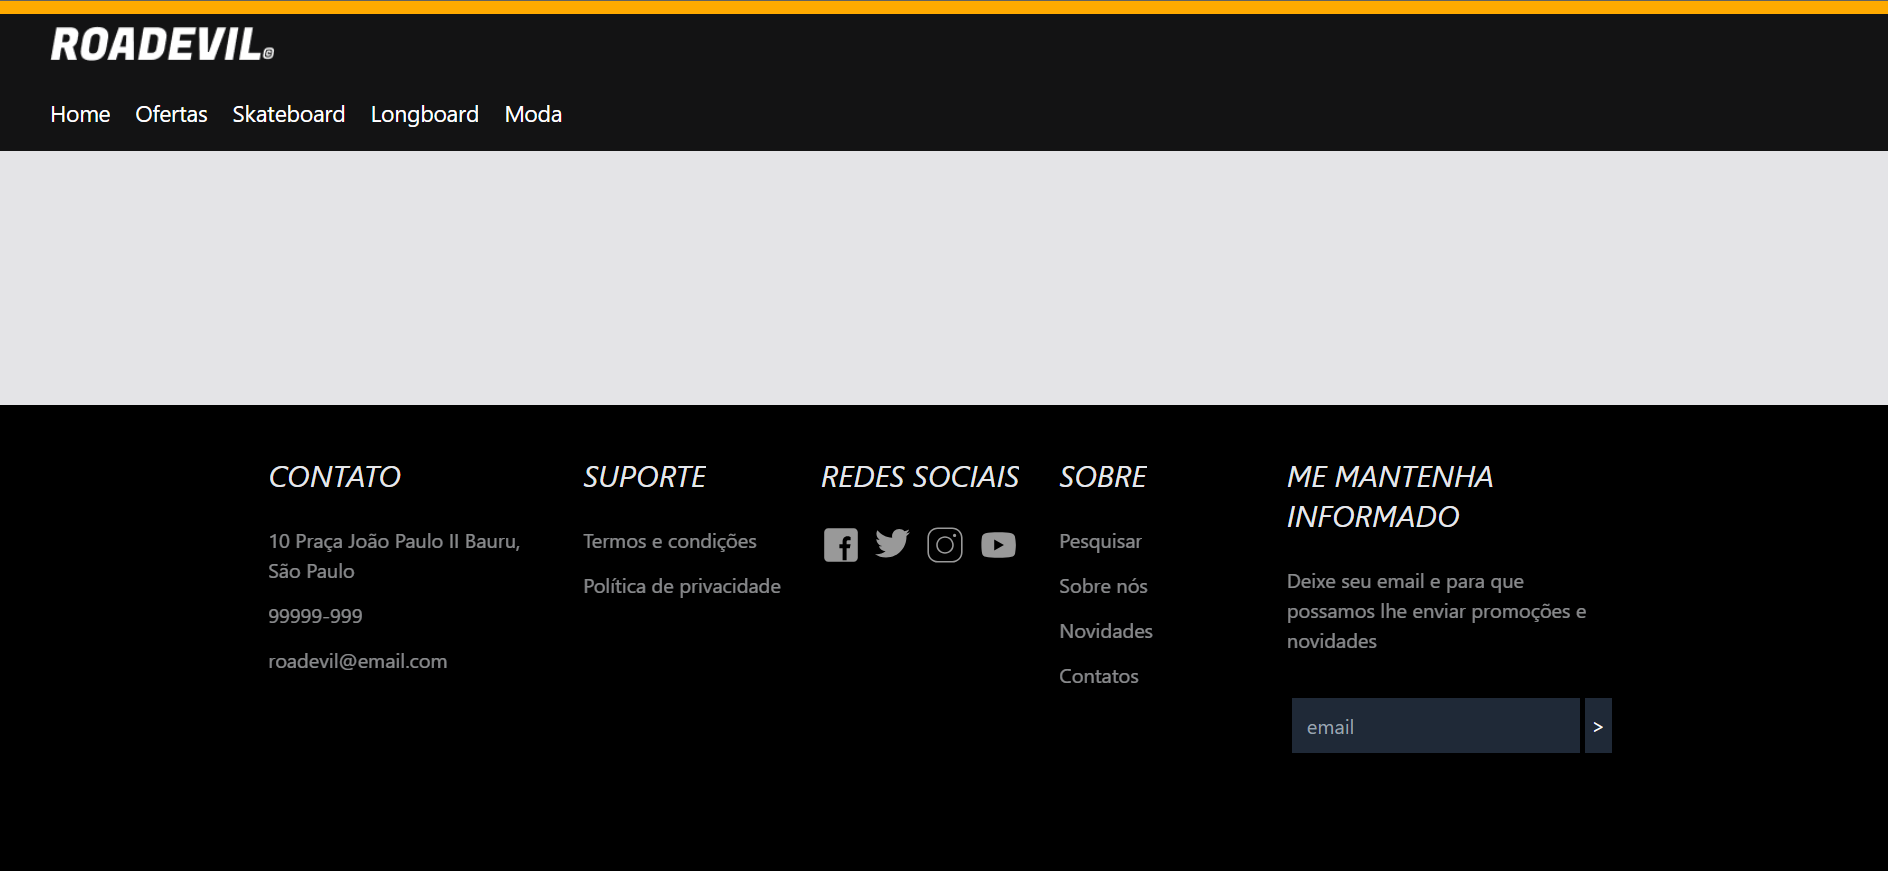 ROADEVIL©
Home Ofertas Skateboard Longboard Moda
CONTATO
10 Praça João Paulo II Bauru,
São Paulo
99999-999
roadevil@email.com
SUPORTE
Termos e condições
Política de privacidade
REDES SOCIAIS
SOBRE
Pesquisar
Sobre nós
Novidades
Contatos
ME MANTENHA
INFORMADO
Deixe seu email e para que
possamos lhe enviar promoções e
novidades
email >